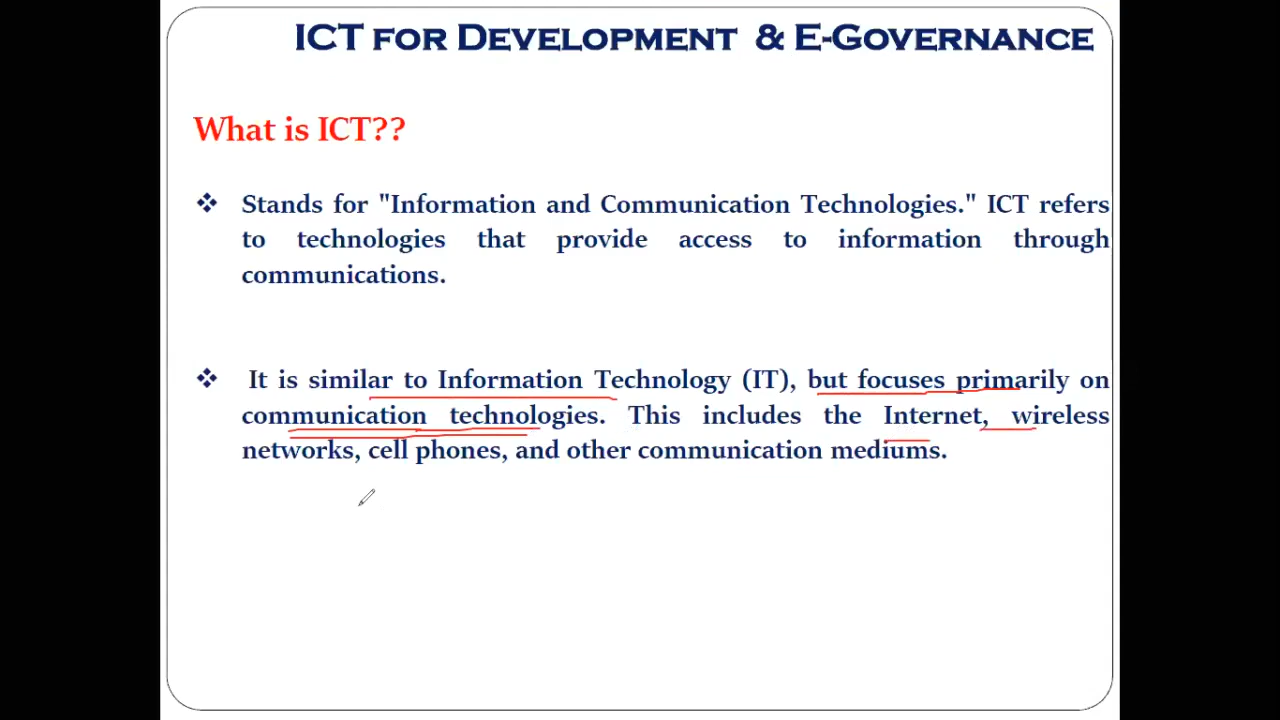 ICT FOR DEVELOPMENT & E-GOVERNANCE
What is ICT??
❖ Stands for "Information and Communication Technologies." ICT refers
to technologies that provide access to information through
communications.
❖ It is similar to Information Technology (IT), but focuses primarily on
communication technologies. This includes the Internet, wireless
networks, cell phones, and other communication mediums.